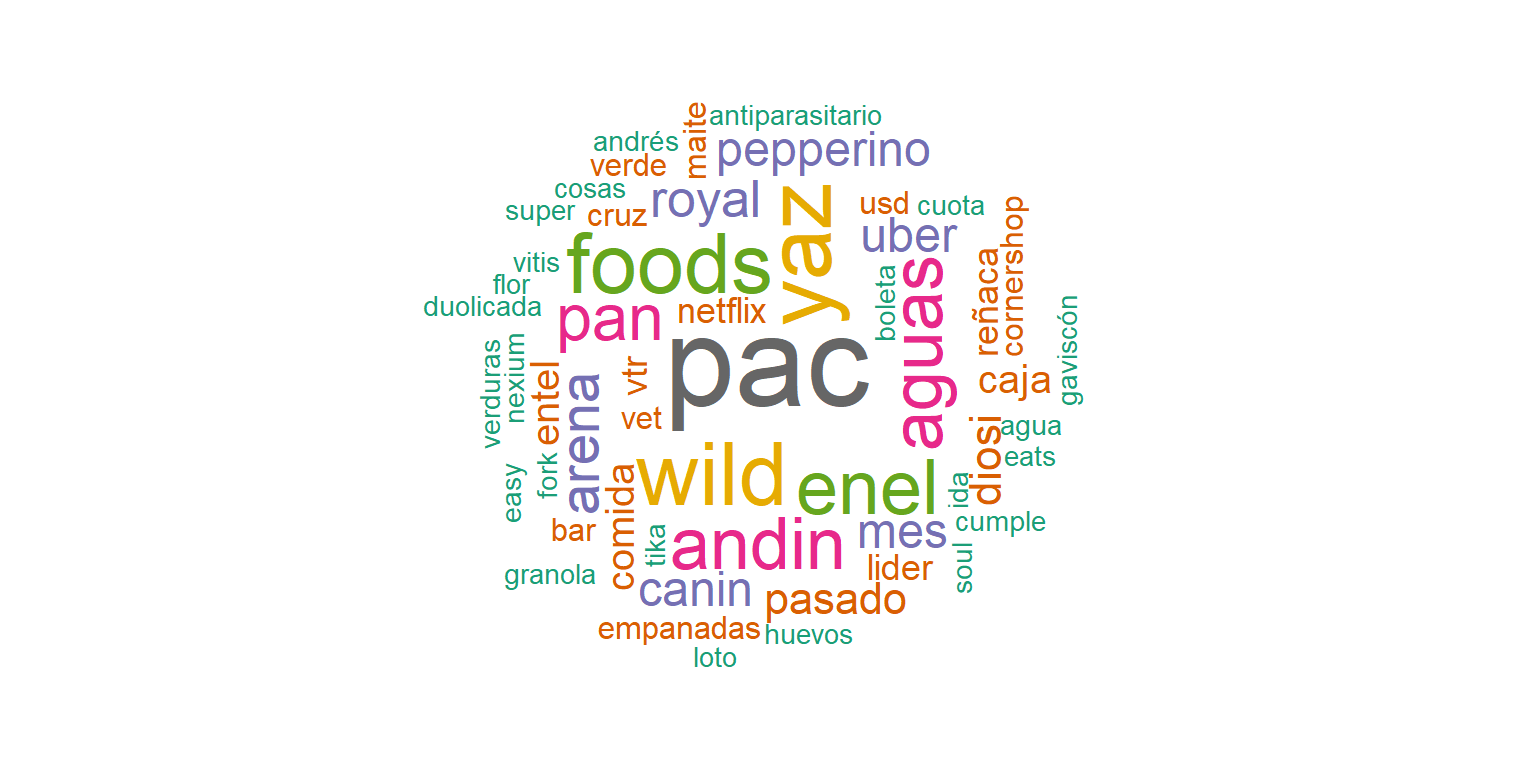 antiparasitario
maite
andrés
pepperino
verde
cosas
royal
yaz
usd
cuota
super
cruz
uber
cornershop
foods
vitis
reñaca
aguas
boleta
flor
duolicada
pan
netflix
gaviscón
pac
verduras
nexium
entel
vtr
caja
arena
vet
diosi
agua
eats
easy
fork
comida
wild
enel
ida
bar
tika
andin
mes
cumple
soul
granola
canin
lider
pasado
empanadas
huevos
loto